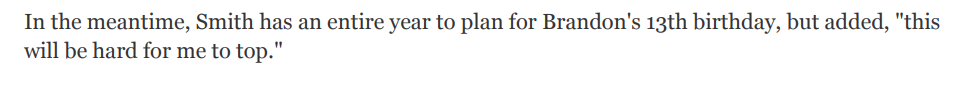 In the meantime, Smith has an entire year to plan for Brandon's 13th birthday, but added, "this
will be hard for me to top."